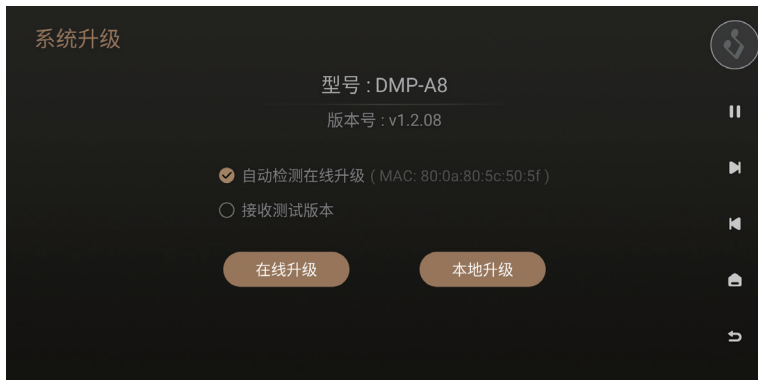 系统升级
型号 : DMP-A8
版本号 : v1.2.08
自动检测在线升级 ( MAC: 80:0a:80:5c:50:5f )
接收测试版本
在线升级
本地升级